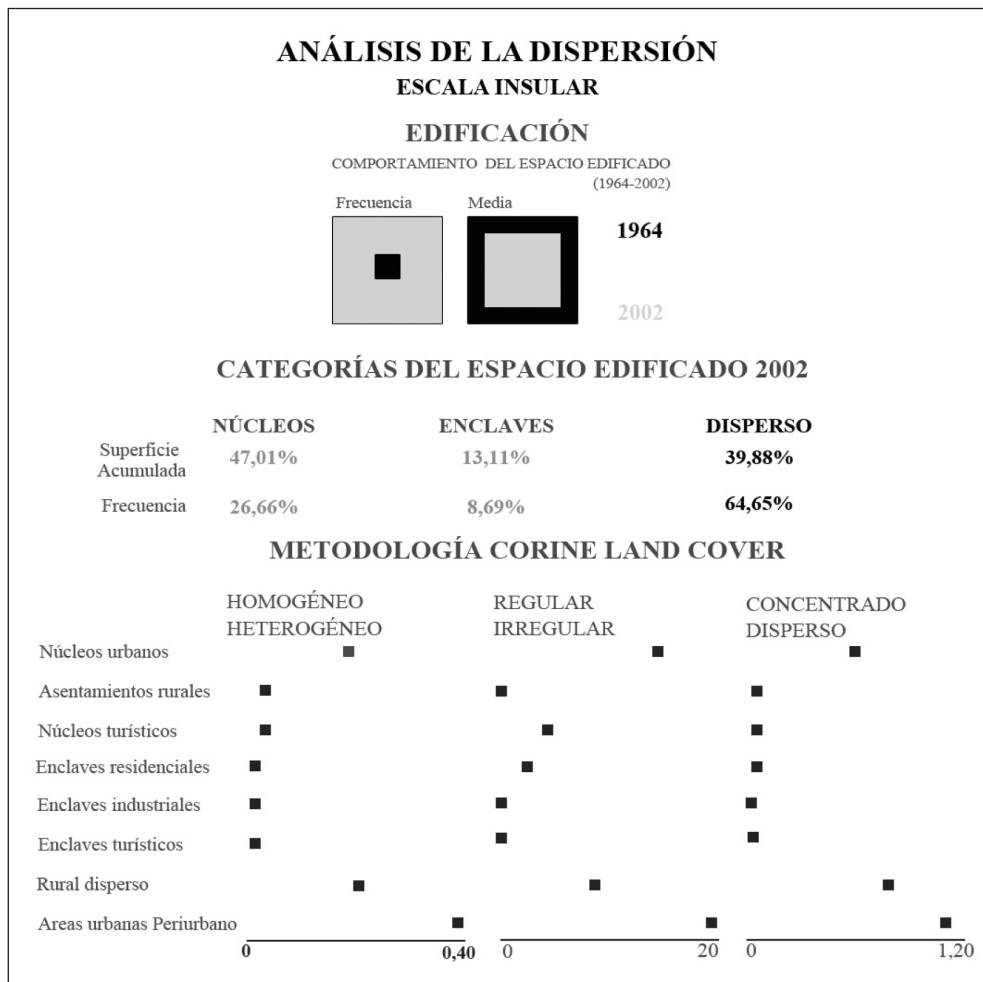 ANÁLISIS DE LA DISPERSIÓN
ESCALA INSULAR
EDIFICACIÓN
COMPORTAMIENTO DEL ESPACIO EDIFICADO
(1964-2002)
Frecuencia Media
1964
2002
CATEGORÍAS DEL ESPACIO EDIFICADO 2002
NÚCLEOS ENCLAVES DISPERSO
Superficie
Acumulada 47,01% 13,11% 39,88%
Frecuencia 26,66% 8,69% 64,65%
METODOLOGÍA CORINE LAND COVER
HOMOGÉNEO REGULAR CONCENTRADO
HETEROGÉNEO IRREGULAR DISPERSO
Núcleos urbanos
Asentamientos rurales
Núcleos turísticos
Enclaves residenciales
Enclaves industriales
Enclaves turísticos
Rural disperso
Areas urbanas Periurbano
0 0,40 0 20 0 1,20